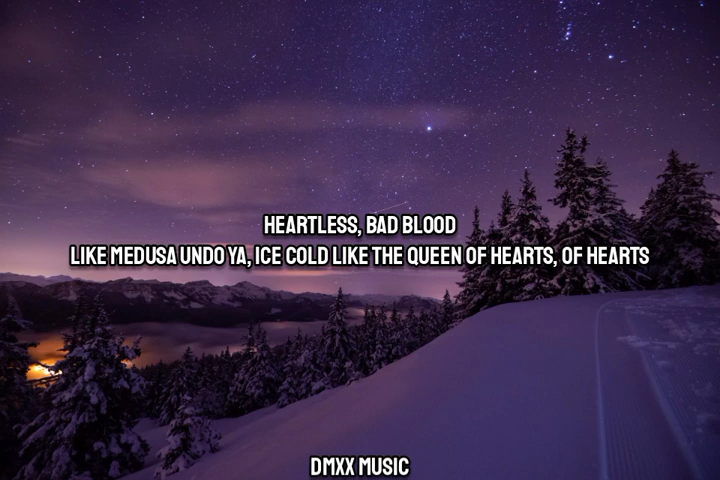 HEARTLESS, BAD BLOOD
LIKE MEDUSA UNDO YA, ICE COLD LIKE THE QUEEN OF HEARTS, OF HEARTS
DMXX MUSIC